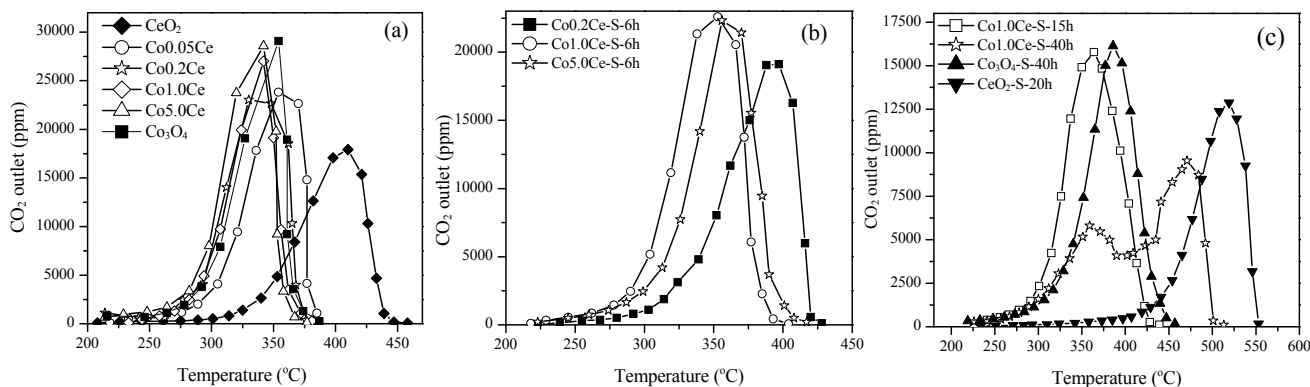 (a)
CeO₂
Co0.05Ce
Co0.2Ce
Co1.0Ce
Co5.0Ce
Co₃O₄
CO₂ outlet (ppm)
30000
25000
20000
15000
10000
5000
0
200 250 300 350 400 450
Temperature (°C)
(b)
Co0.2Ce-S-6h
Co1.0Ce-S-6h
Co5.0Ce-S-6h
CO₂ outlet (ppm)
20000
15000
10000
5000
0
200 250 300 350 400 450
Temperature (°C)
(c)
Co1.0Ce-S-15h
Co1.0Ce-S-40h
Co₃O₄-S-40h
CeO₂-S-20h
CO₂ outlet (ppm)
17500
15000
12500
10000
7500
5000
2500
0
200 250 300 350 400 450 500 550 600
Temperature (°C)